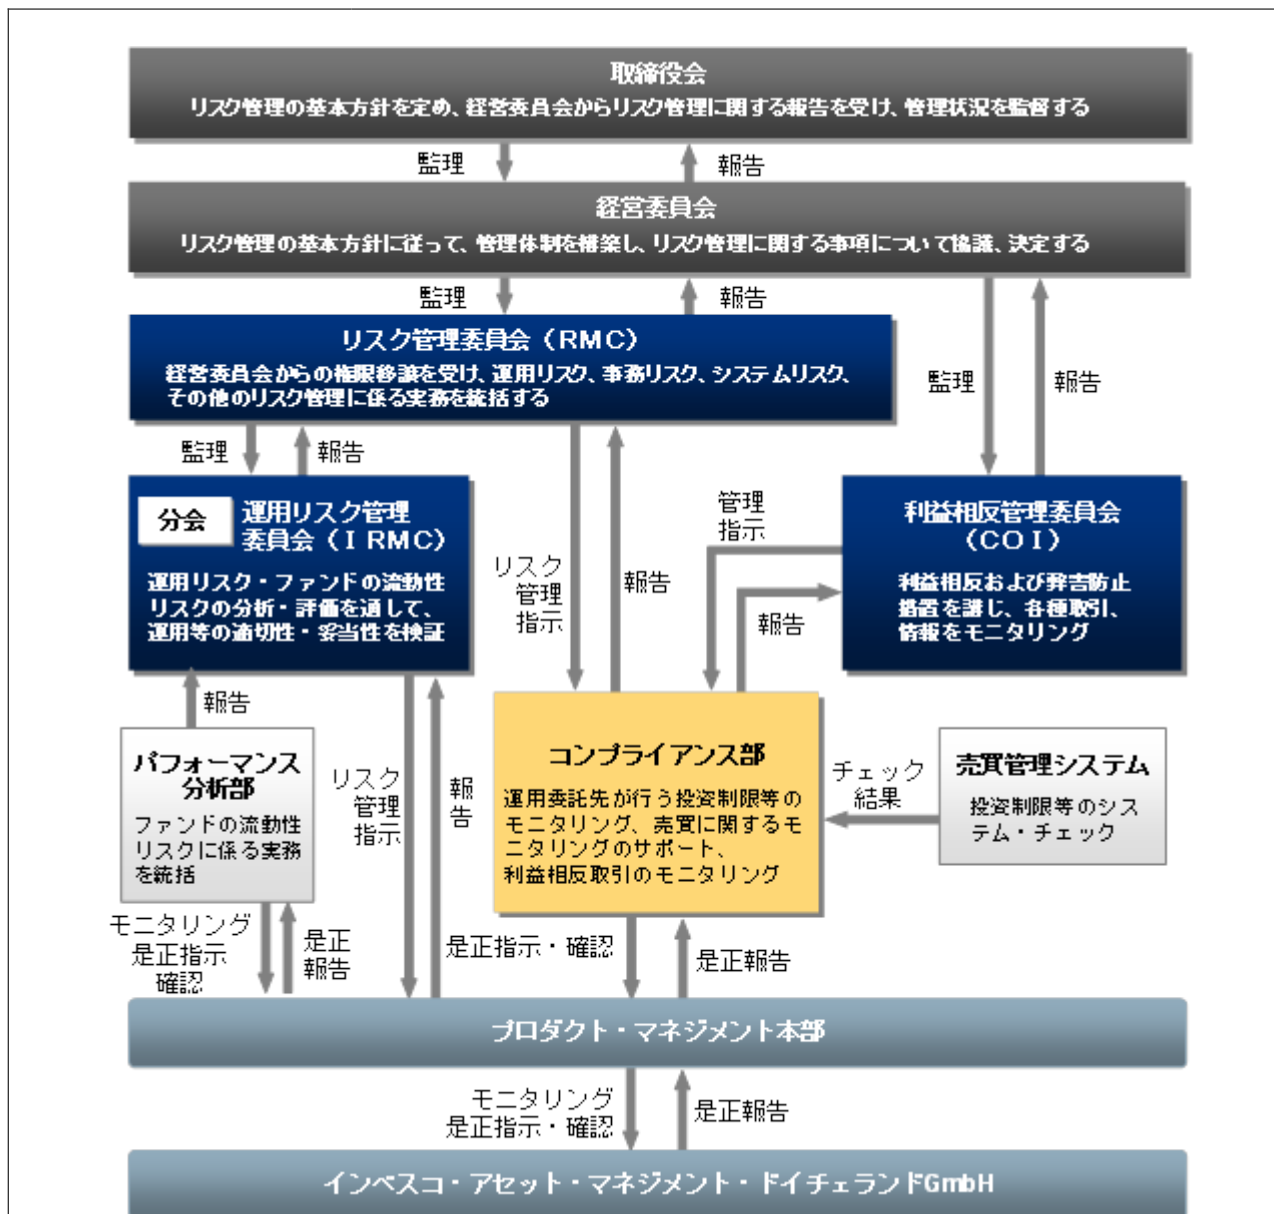 取締役会
リスク管理の基本方針を定め、経営委員会からリスク管理に関する報告を受け、管理状況を監督する
監理
報告
経営委員会
リスク管理の基本方針に従って、管理体制を構築し、リスク管理に関する事項について協議、決定する
監理
報告
リスク管理委員会（RMC）
経営委員会からの権限移譲を受け、運用リスク、事務リスク、システムリスク、
その他のリスク管理に係る実務を統括する
監理
報告
監理
報告
分会
運用リスク管理
委員会（IRMC）
運用リスク・ファンドの流動性
リスクの分析・評価を通して、
運用等の適切性・妥当性を検証
リスク
管理
指示
報告
管理
指示
報告
利益相反管理委員会
（COI）
利益相反および弊害防止
措置を講じ、各種取引、
情報をモニタリング
報告
パフォーマンス
分析部
ファンドの流動性
リスクに係る実務
を統括
リスク
管理
指示
報
告
コンプライアンス部
運用委託先が行う投資制限等の
モニタリング、売買に関するモ
ニタリングのサポート、
利益相反取引のモニタリング
チェック
結果
売買管理システム
投資制限等のシス
テム・チェック
モニタリング
是正指示
確認
是正
報告
是正指示・確認
是正報告
プロダクト・マネジメント本部
モニタリング
是正指示・確認
是正報告
インベスコ・アセット・マネジメント・ドイチェランドGmbH